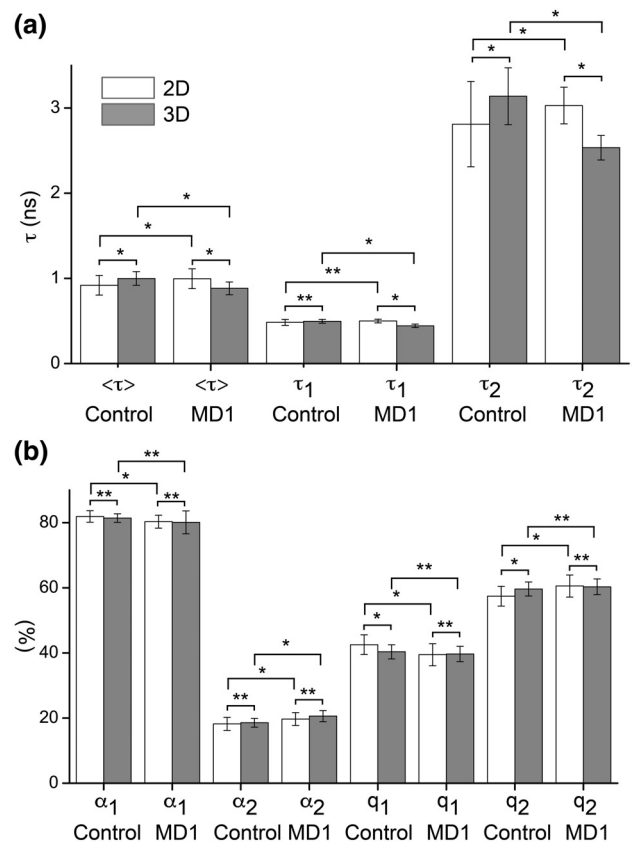 (a)
2D
3D
τ (ns)
3
2
1
0
* * * * * * * *
** ** * *
<τ> <τ> τ1 τ1 τ2 τ2
Control MD1 Control MD1 Control MD1
(b)
(%)
80
60
40
20
0
** * ** **
* * ** **
** * * **
** * * **
α1 α1 α2 α2 q1 q1 q2 q2
Control MD1 Control MD1 Control MD1 Control MD1